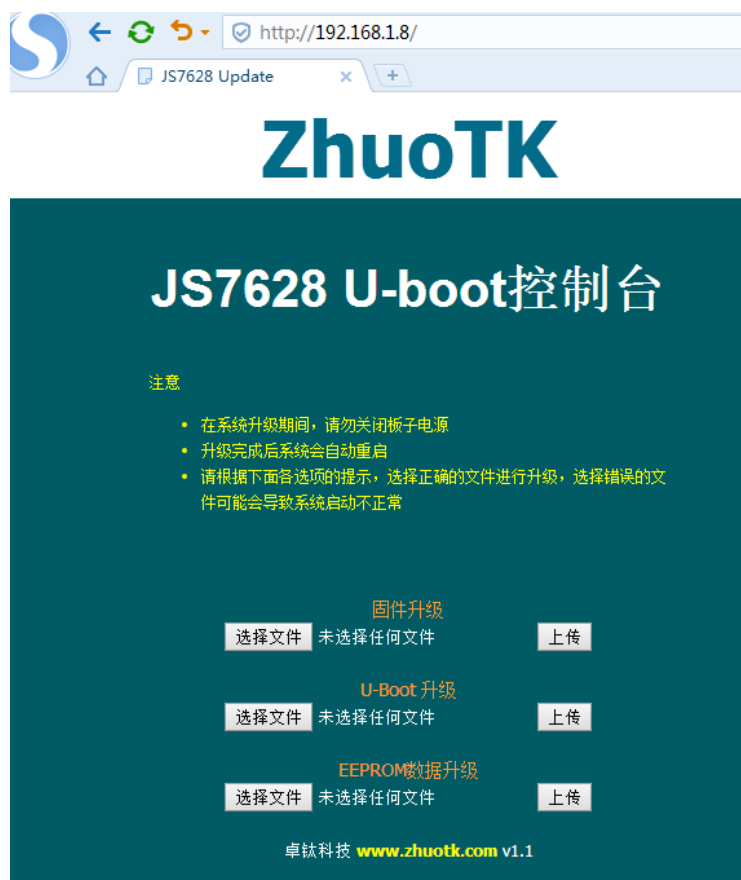 http://192.168.1.8/
JS7628 Update
ZhuoTK
JS7628 U-boot控制台
注意
• 在系统升级期间，请勿关闭板子电源
• 升级完成后系统会自动重启
• 请根据下面各选项的提示，选择正确的文件进行升级，选择错误的文
件可能会导致系统启动不正常
固件升级
选择文件 未选择任何文件 上传
U-Boot 升级
选择文件 未选择任何文件 上传
EEPROM数据升级
选择文件 未选择任何文件 上传
卓钛科技 www.zhuotk.com v1.1